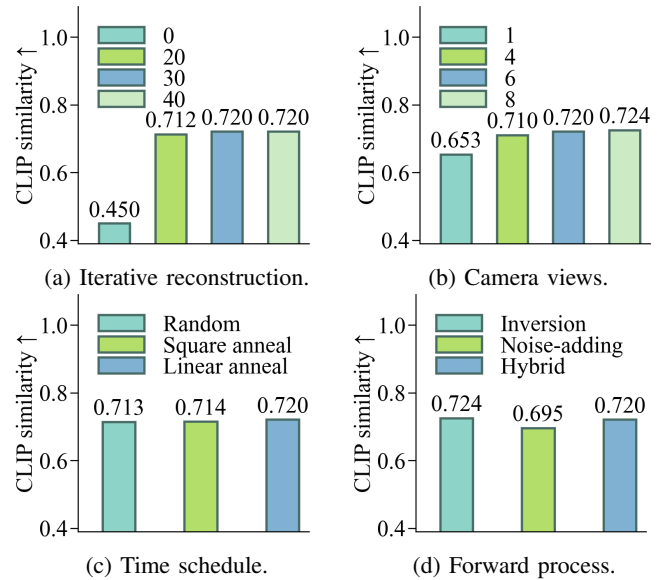 CLIP similarity ↑
1.0
0.8
0.6
0.4
0
20
30
40
0.450
0.712
0.720
0.720
(a) Iterative reconstruction.
CLIP similarity ↑
1.0
0.8
0.6
0.4
1
4
6
8
0.653
0.710
0.720
0.724
(b) Camera views.
CLIP similarity ↑
1.0
0.8
0.6
0.4
Random
Square anneal
Linear anneal
0.713
0.714
0.720
(c) Time schedule.
CLIP similarity ↑
1.0
0.8
0.6
0.4
Inversion
Noise-adding
Hybrid
0.724
0.695
0.720
(d) Forward process.